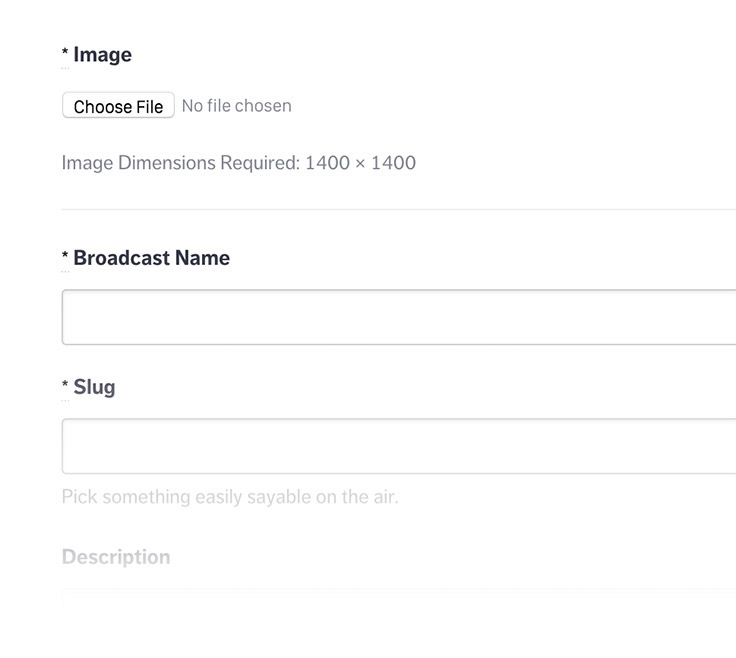 * Image
Choose File No file chosen
Image Dimensions Required: 1400 × 1400
* Broadcast Name
* Slug
Pick something easily sayable on the air.
Description